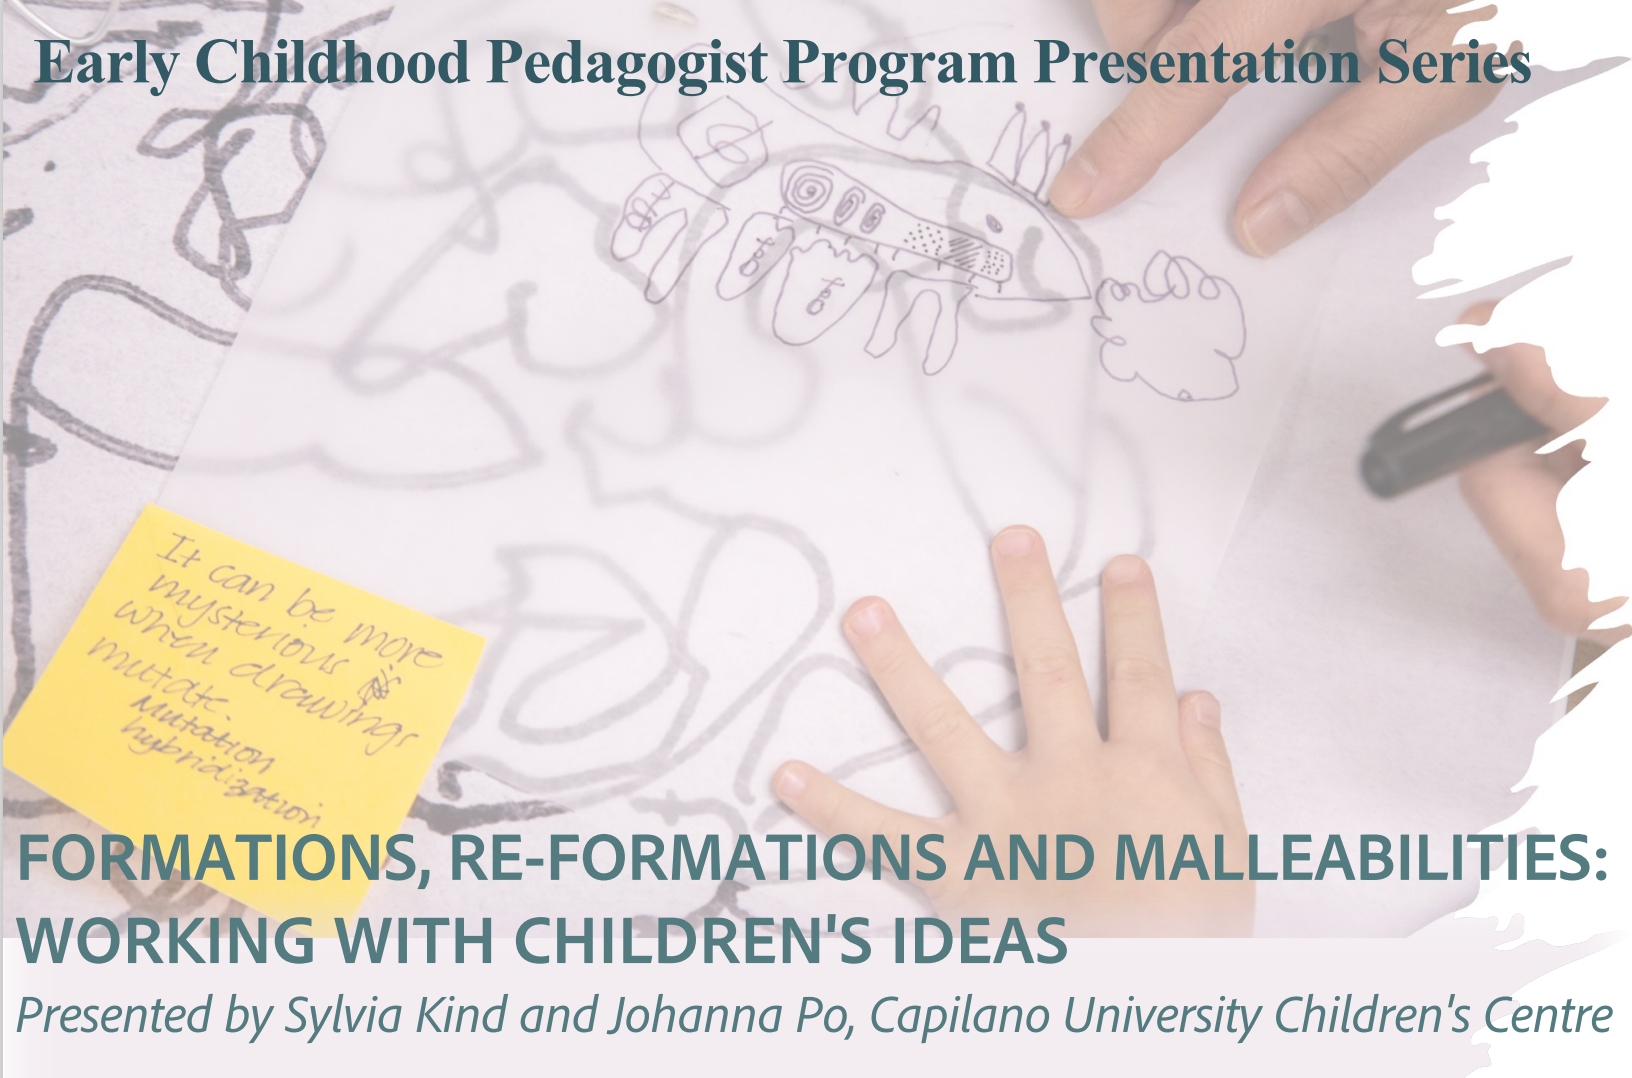 Early Childhood Pedagogist Program Presentation Series
It can be more
mysterious
when drawings
mutate.
Mutation
hybridization
FORMATIONS, RE-FORMATIONS AND MALLEABILITIES:
WORKING WITH CHILDREN'S IDEAS
Presented by Sylvia Kind and Johanna Po, Capilano University Children's Centre